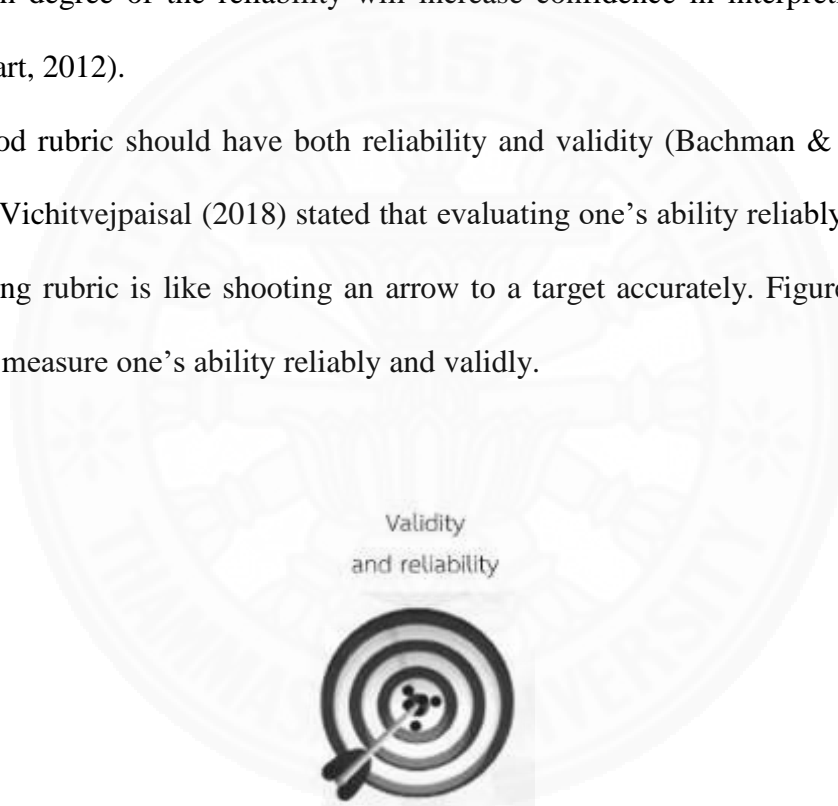 degree of the reliability will increase confidence in
art, 2012).
od rubric should have both reliability and validity (Bachman &
Vichitvejpaisal (2018) stated that evaluating one’s ability reliably
ng rubric is like shooting an arrow to a target accurately. Figure
measure one’s ability reliably and validly.
Validity
and reliability